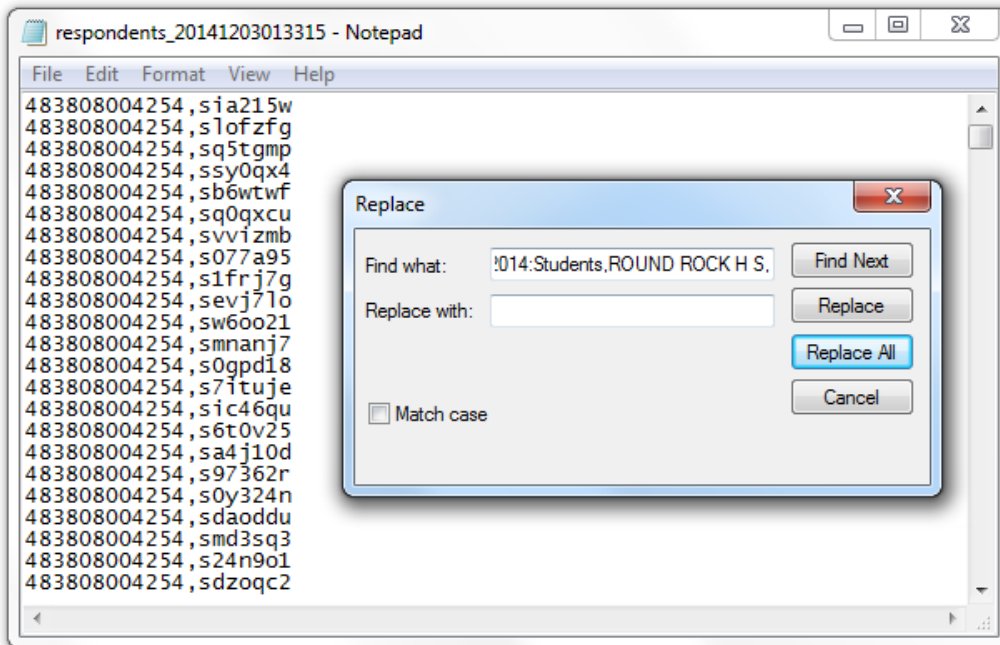 respondents_20141203013315 - Notepad
File Edit Format View Help
483808004254,sia215w
483808004254,slofzfg
483808004254,sq5tgmp
483808004254,ssy0qx4
483808004254,sb6wtwf
483808004254,sq0qxcu
483808004254,svvizmb
483808004254,s077a95
483808004254,s1frj7g
483808004254,sevj7lo
483808004254,sw6oo21
483808004254,smnanj7
483808004254,s0gpd18
483808004254,s7ituje
483808004254,sic46qu
483808004254,s6t0v25
483808004254,sa4j10d
483808004254,s97362r
483808004254,s0y324n
483808004254,sdaoddu
483808004254,smd3sq3
483808004254,s24n9o1
483808004254,sdzoqc2
Replace
Find what: 2014:Students,ROUND ROCK H S, Find Next
Replace with: Replace
Replace All
Match case Cancel